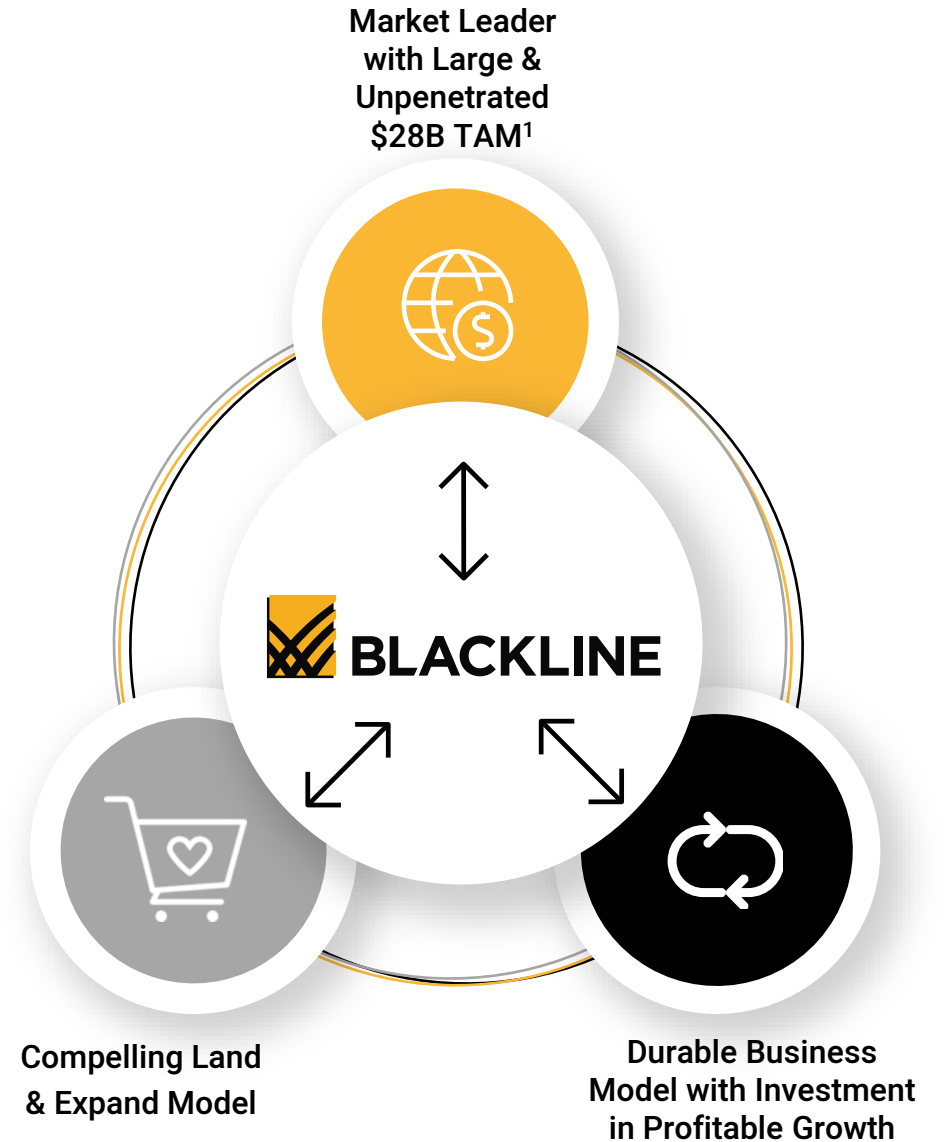 Market Leader
with Large &
Unpenetrated
$28B TAM¹
$
BLACKLINE
Compelling Land
& Expand Model
Durable Business
Model with Investment
in Profitable Growth